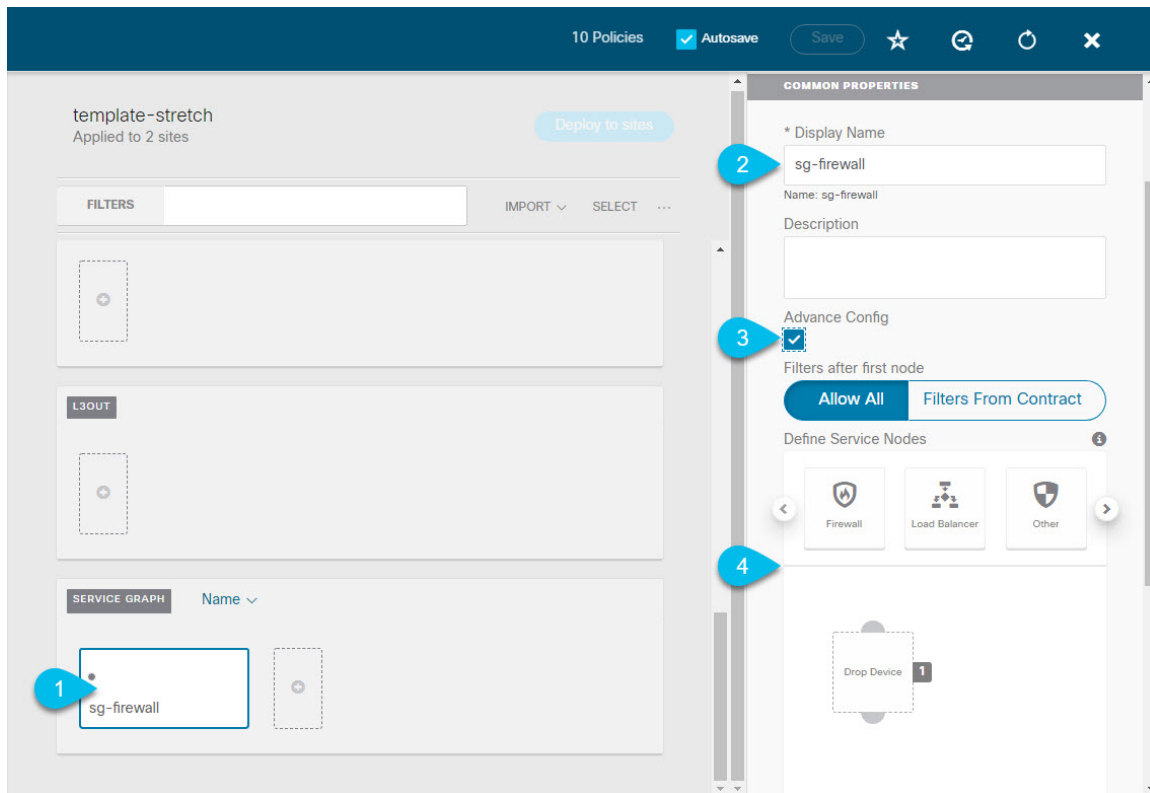 10 Policies
Autosave
Save
template-stretch
Applied to 2 sites
Deploy to sites
FILTERS
IMPORT
SELECT
...
L3OUT
SERVICE GRAPH
Name
1
sg-firewall
COMMON PROPERTIES
* Display Name
2
sg-firewall
Name: sg-firewall
Description
Advance Config
3
Filters after first node
Allow All
Filters From Contract
Define Service Nodes
Firewall
Load Balancer
Other
4
Drop Device
1